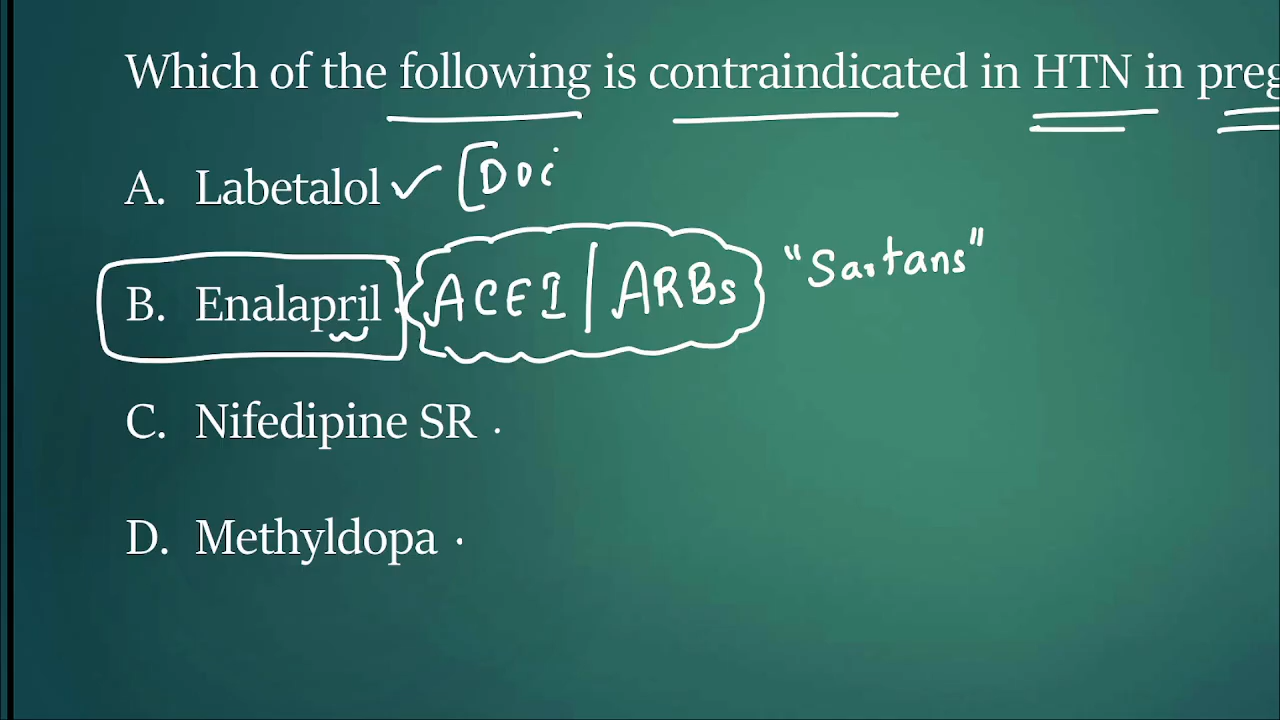 Which of the following is contraindicated in HTN in preg
A. Labetalol ✓ [Doc
B. Enalapril ACEI | ARBs "Sartans"
C. Nifedipine SR .
D. Methyldopa .